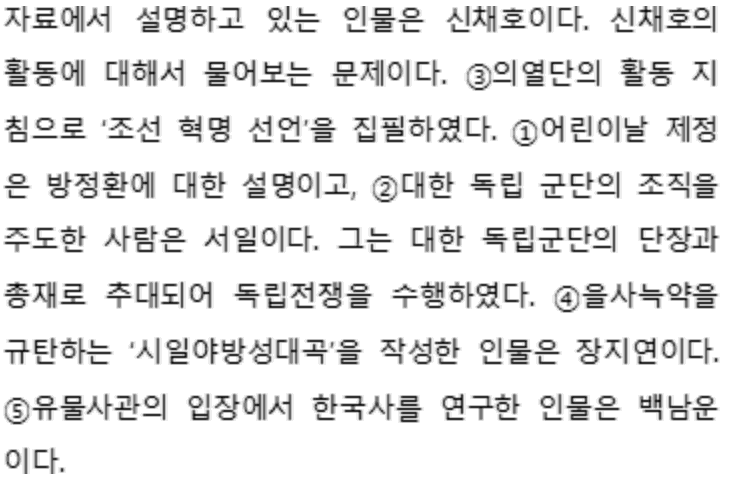 자료에서 설명하고 있는 인물은 신채호이다. 신채호의
활동에 대해서 물어보는 문제이다. ③의열단의 활동 지
침으로 '조선 혁명 선언'을 집필하였다. ①어린이날 제정
은 방정환에 대한 설명이고, ②대한 독립 군단의 조직을
주도한 사람은 서일이다. 그는 대한 독립군단의 단장과
총재로 추대되어 독립전쟁을 수행하였다. ④을사늑약을
규탄하는 '시일야방성대곡'을 작성한 인물은 장지연이다.
⑤유물사관의 입장에서 한국사를 연구한 인물은 백남운
이다.